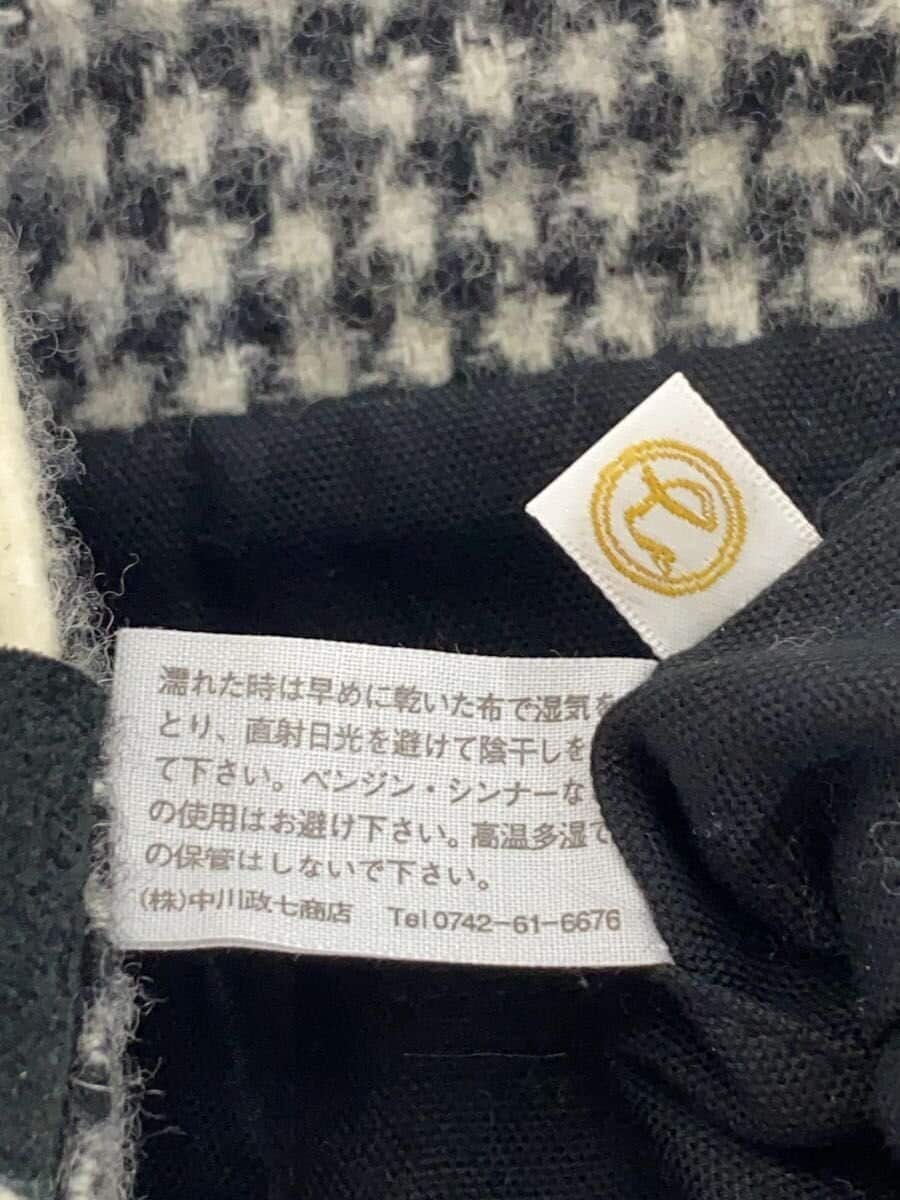 濡れた時は早めに乾いた布で湿気を
とり、直射日光を避けて陰干しを
て下さい。ベンジン・シンナーな
の使用はお避け下さい。高温多湿で
の保管はしないで下さい。
(株)中川政七商店 Tel 0742-61-6676